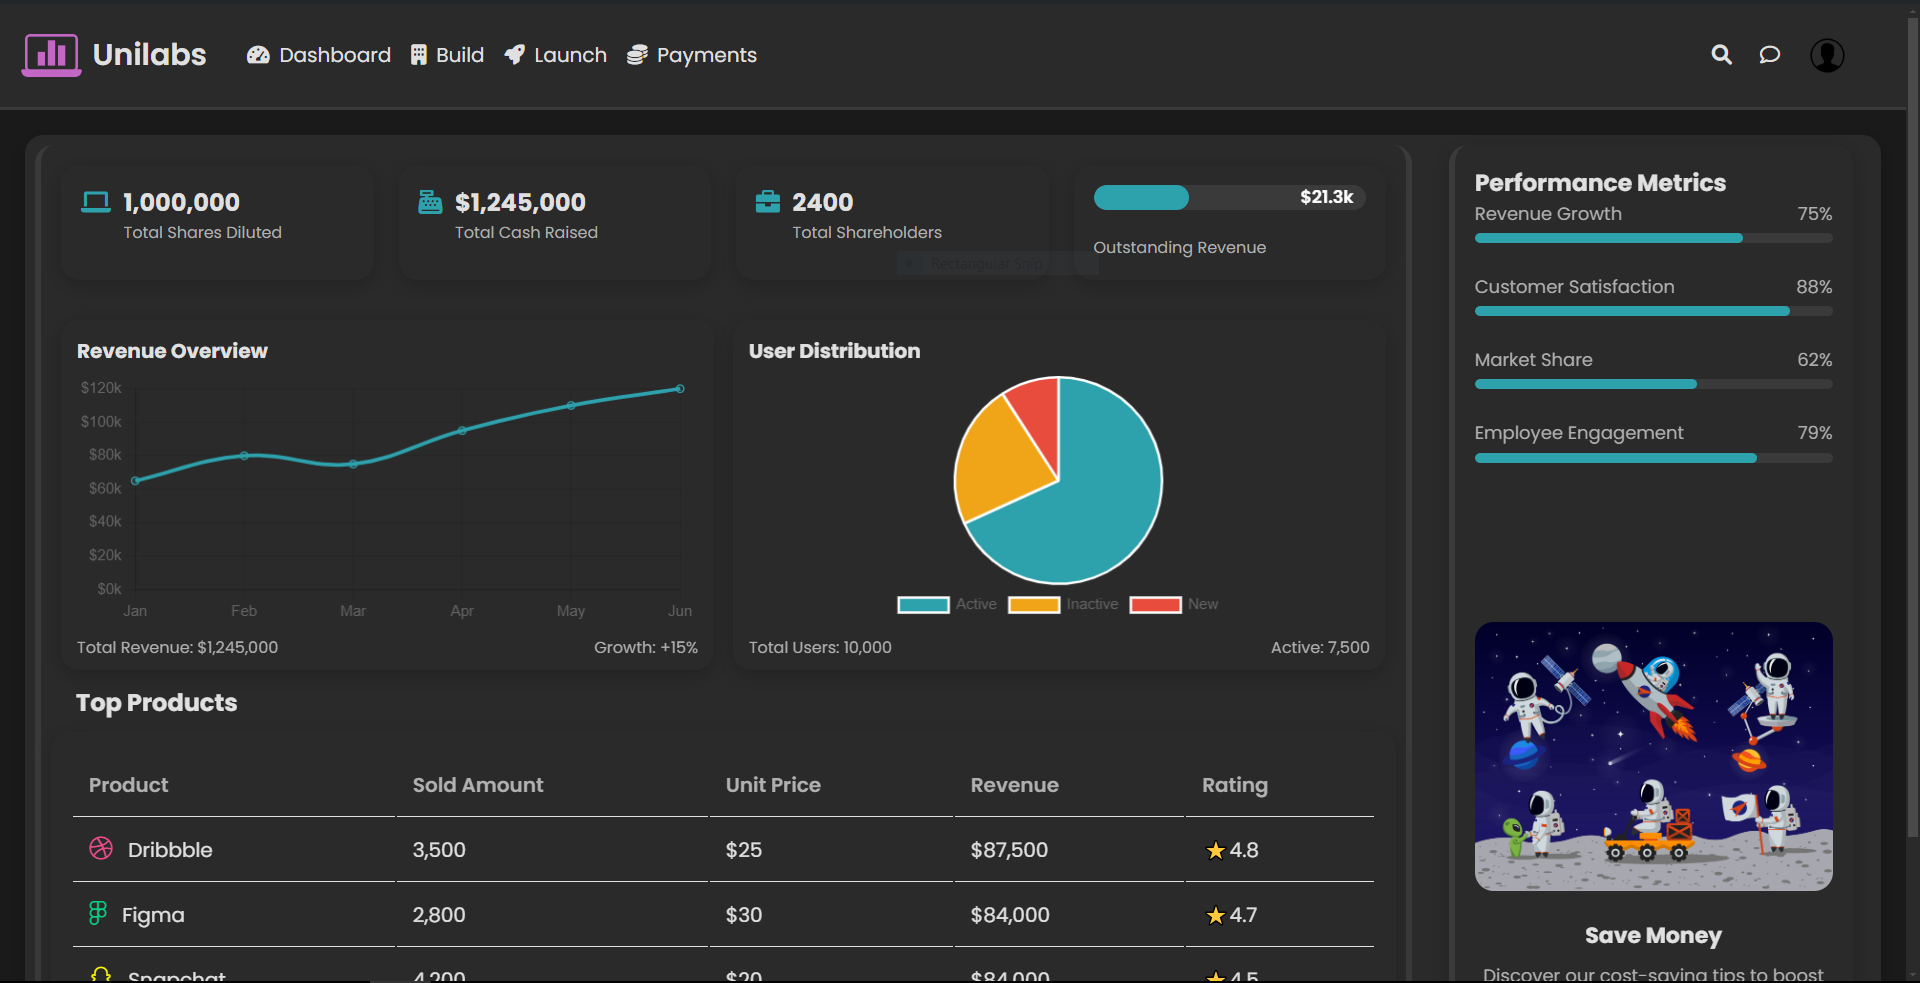 Unilabs Dashboard Build Launch Payments
1,000,000
Total Shares Diluted
$1,245,000
Total Cash Raised
2400
Total Shareholders
$21.3k
Outstanding Revenue
Rectangular Snip
Revenue Overview
$120k
$100k
$80k
$60k
$40k
$20k
$0k
Jan Feb Mar Apr May Jun
Total Revenue: $1,245,000 Growth: +15%
User Distribution
Active Inactive New
Total Users: 10,000 Active: 7,500
Top Products
Product Sold Amount Unit Price Revenue Rating
Dribbble 3,500 $25 $87,500 4.8
Figma 2,800 $30 $84,000 4.7
Snapchat 4,200 $20 $84,000 4.5
Performance Metrics
Revenue Growth 75%
Customer Satisfaction 88%
Market Share 62%
Employee Engagement 79%
Save Money
Discover our cost-saving tips to boost